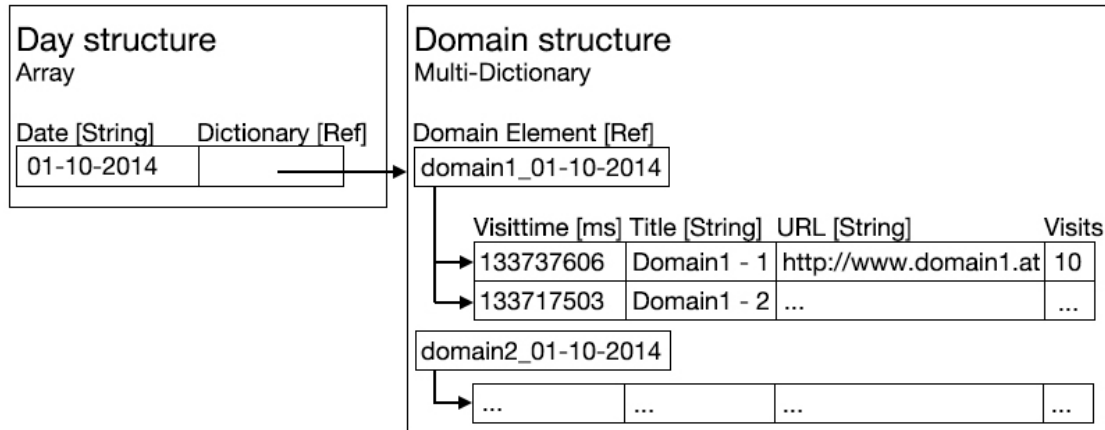 Day structure
Array
Date [String] Dictionary [Ref]
01-10-2014
Domain structure
Multi-Dictionary
Domain Element [Ref]
domain1_01-10-2014
Visittime [ms] Title [String] URL [String] Visits
133737606 Domain1 - 1 http://www.domain1.at 10
133717503 Domain1 - 2 ... ...
domain2_01-10-2014
... ... ... ...